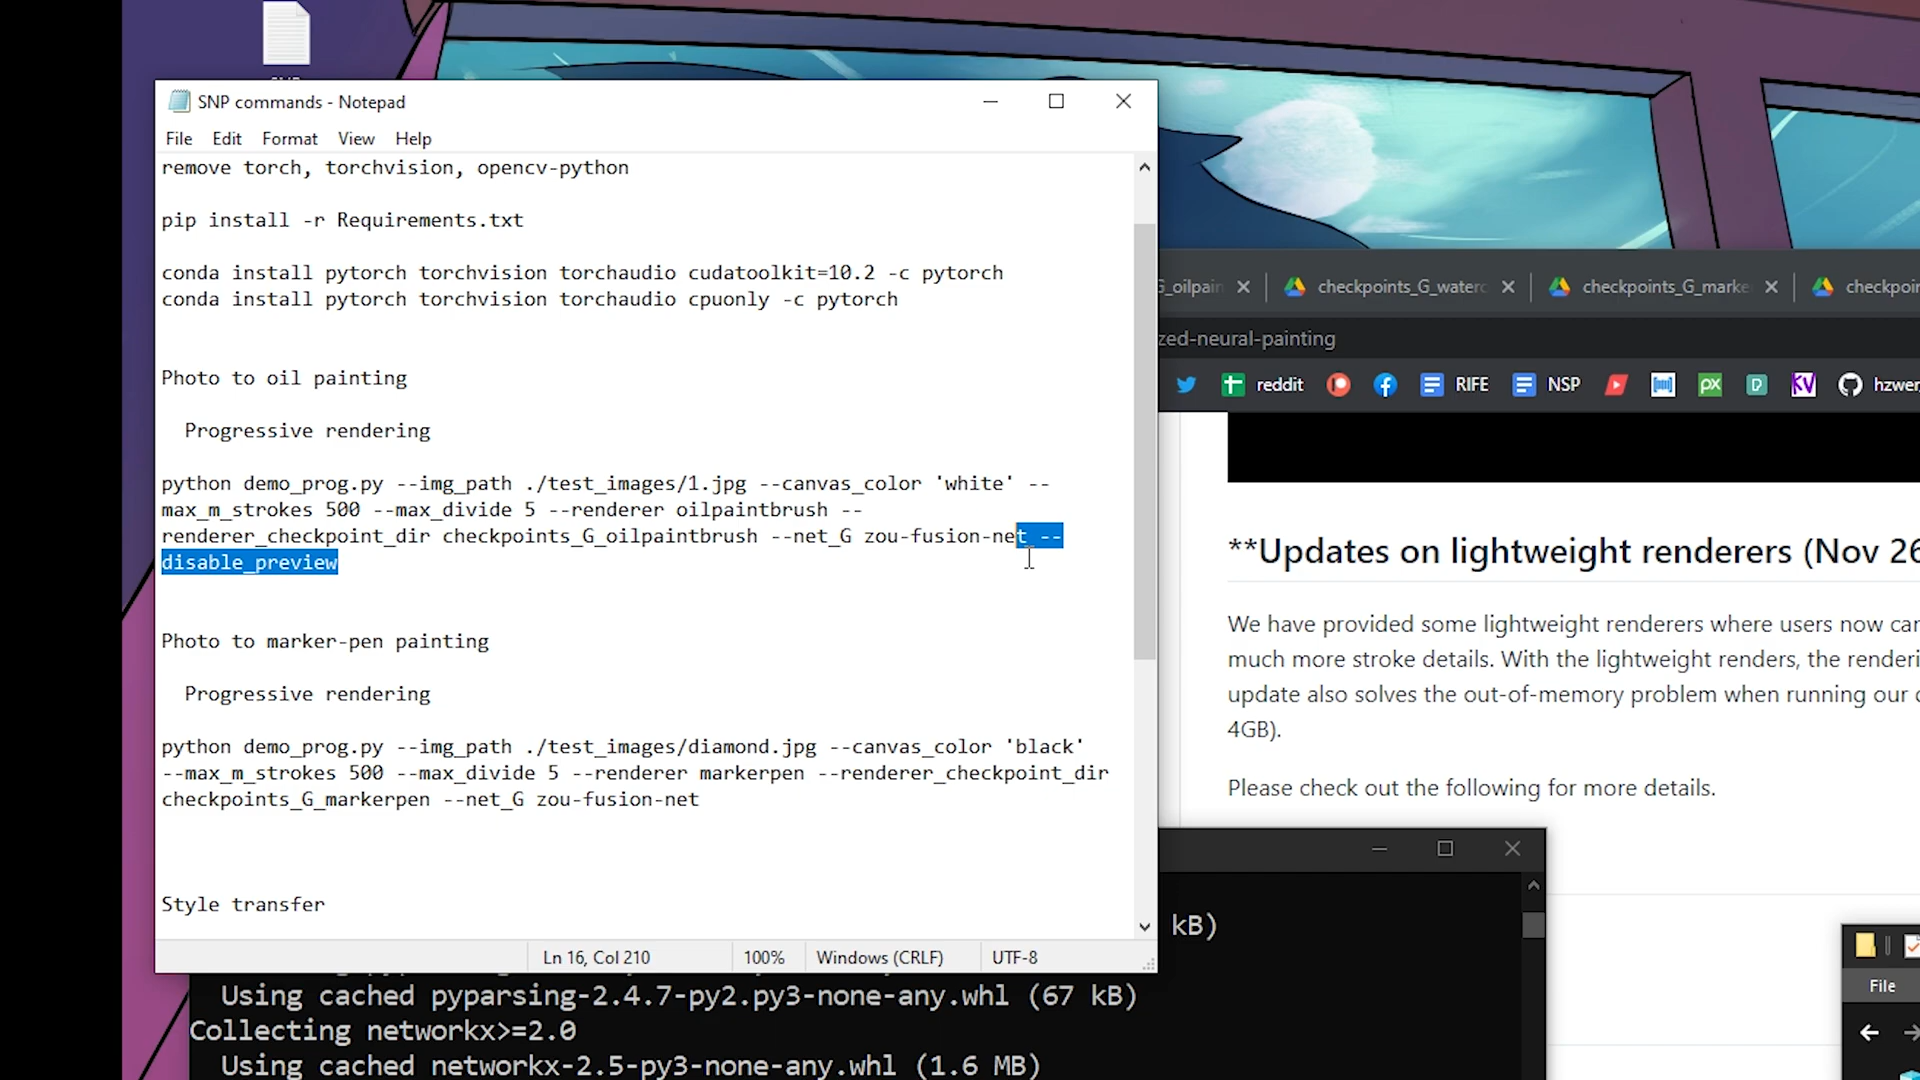 SNP commands - Notepad
File Edit Format View Help
remove torch, torchvision, opencv-python
pip install -r Requirements.txt
conda install pytorch torchvision torchaudio cudatoolkit=10.2 -c pytorch
conda install pytorch torchvision torchaudio cpuonly -c pytorch
Photo to oil painting
Progressive rendering
python demo_prog.py --img_path ./test_images/1.jpg --canvas_color 'white' --
max_m_strokes 500 --max_divide 5 --renderer oilpaintbrush --
renderer_checkpoint_dir checkpoints_G_oilpaintbrush --net_G zou-fusion-net --
disable_preview
Photo to marker-pen painting
Progressive rendering
python demo_prog.py --img_path ./test_images/diamond.jpg --canvas_color 'black'
--max_m_strokes 500 --max_divide 5 --renderer markerpen --renderer_checkpoint_dir
checkpoints_G_markerpen --net_G zou-fusion-net
Style transfer
Ln 16, Col 210 100% Windows (CRLF) UTF-8
G_oilpain checkpoints_G_waterc checkpoints_G_marke checkpoin
zed-neural-painting
reddit RIFE NSP px P KV hzwer
**Updates on lightweight renderers (Nov 26
We have provided some lightweight renderers where users now can
much more stroke details. With the lightweight renders, the renderi
update also solves the out-of-memory problem when running our
4GB).
Please check out the following for more details.
kB)
Using cached pyparsing-2.4.7-py2.py3-none-any.whl (67 kB)
Collecting networkx>=2.0
Using cached networkx-2.5-py3-none-any.whl (1.6 MB)
File